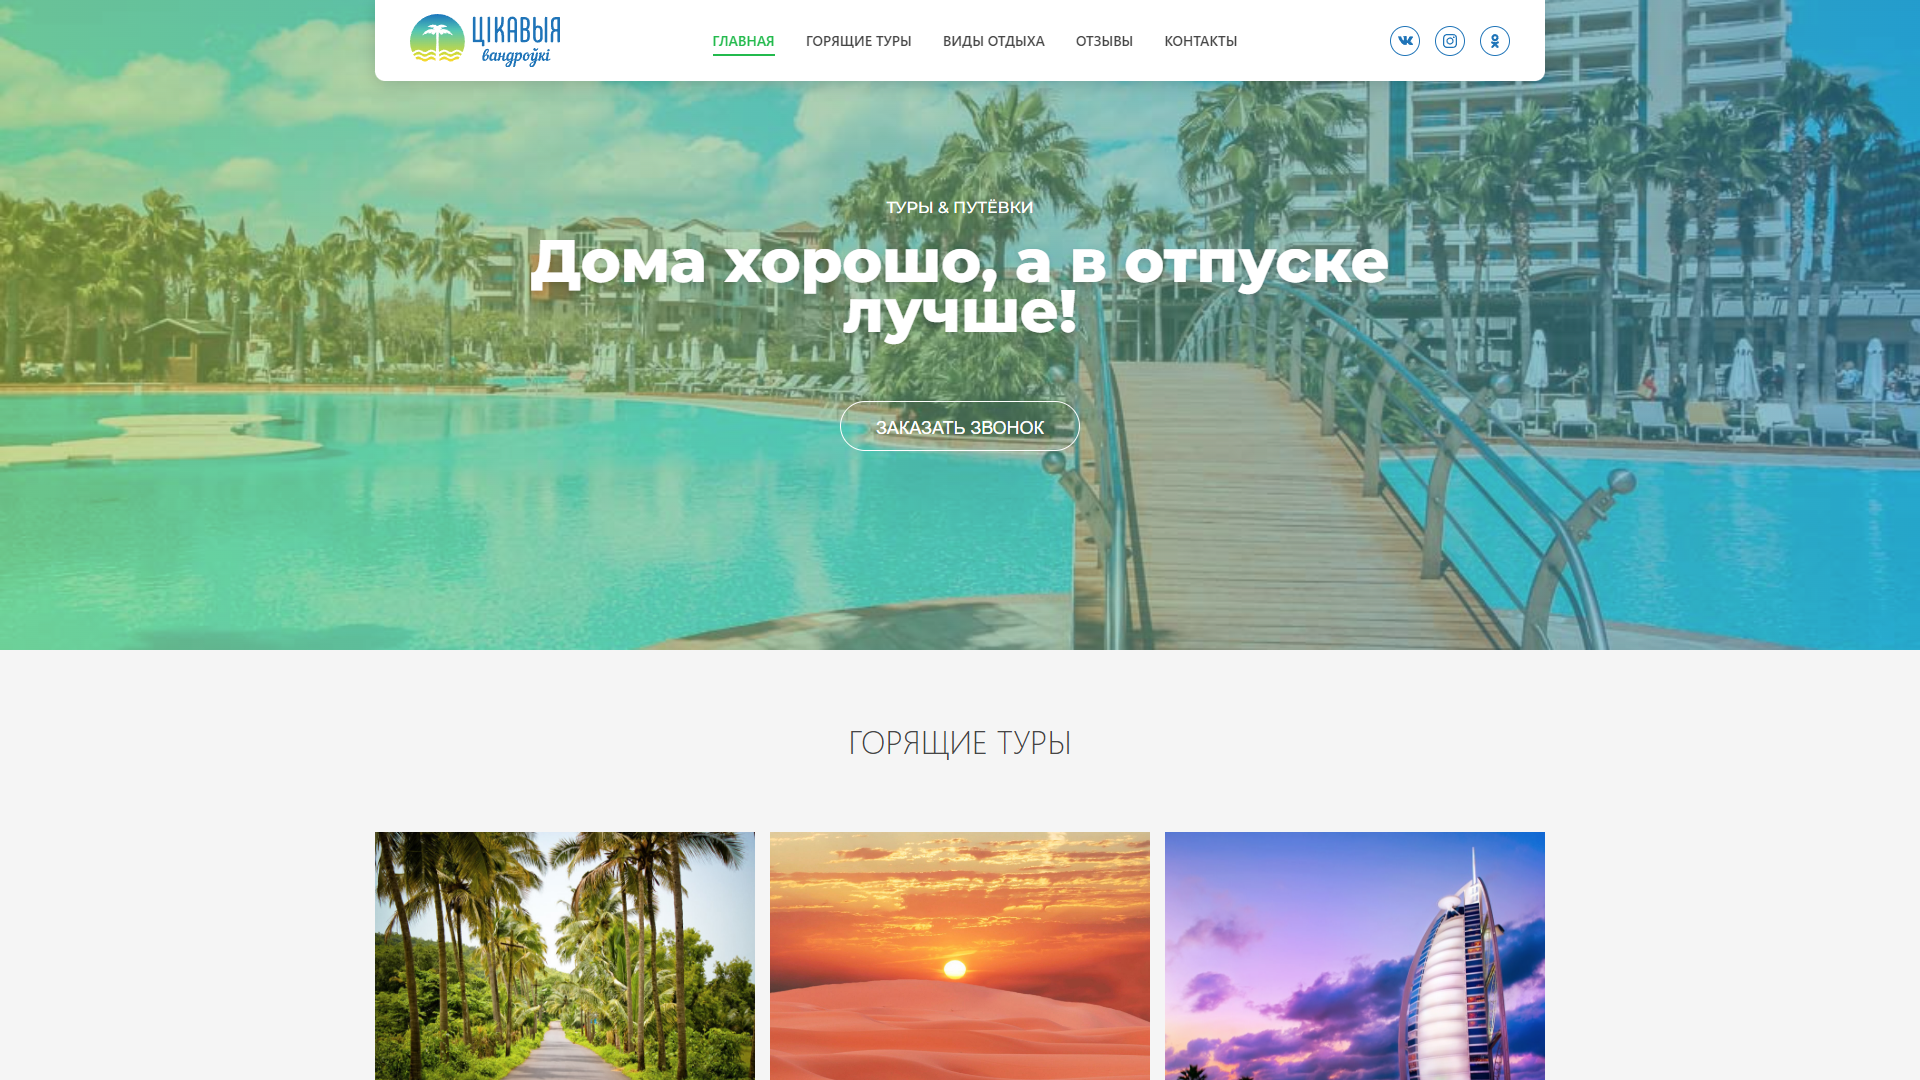 ЦІКАВЫЯ
вандроўкі
ГЛАВНАЯ
ГОРЯЩИЕ ТУРЫ
ВИДЫ ОТДЫХА
ОТЗЫВЫ
КОНТАКТЫ
ТУРЫ & ПУТЁВКИ
Дома хорошо, а в отпуске
лучше!
ЗАКАЗАТЬ ЗВОНОК
ГОРЯЩИЕ ТУРЫ